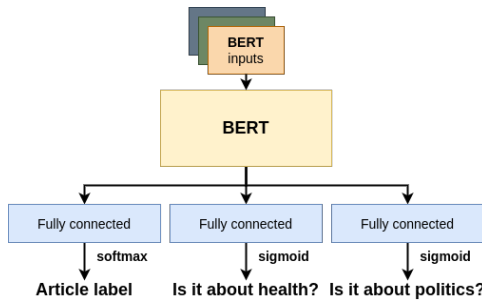 BERT
inputs
BERT
Fully connected
Fully connected
Fully connected
softmax
sigmoid
sigmoid
Article label
Is it about health?
Is it about politics?